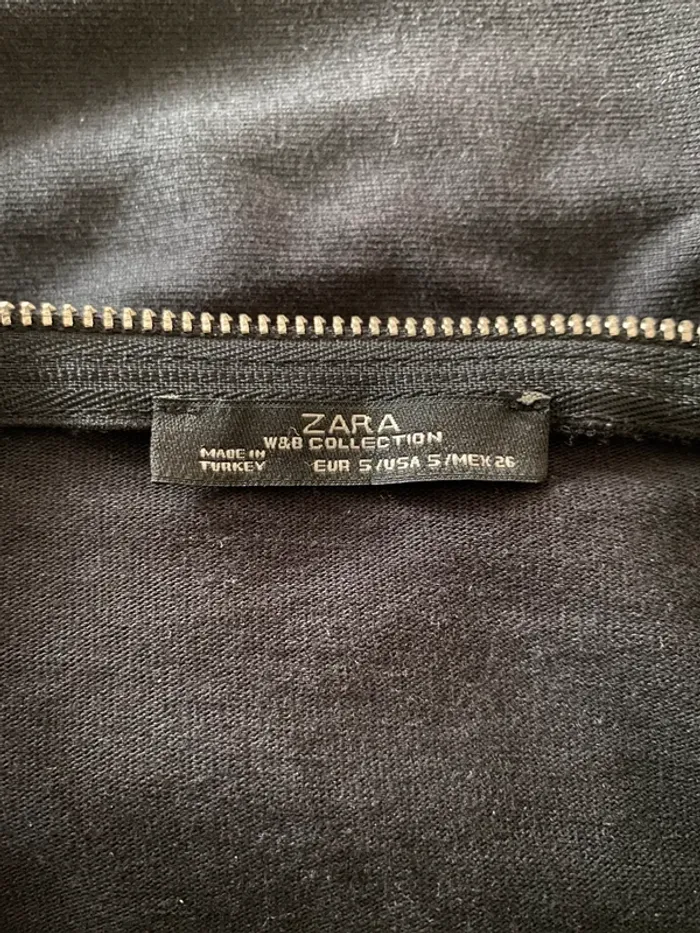 ZARA
W&B COLLECTION
MADE IN
TURKEY
EUR S/USA S/MEX 26